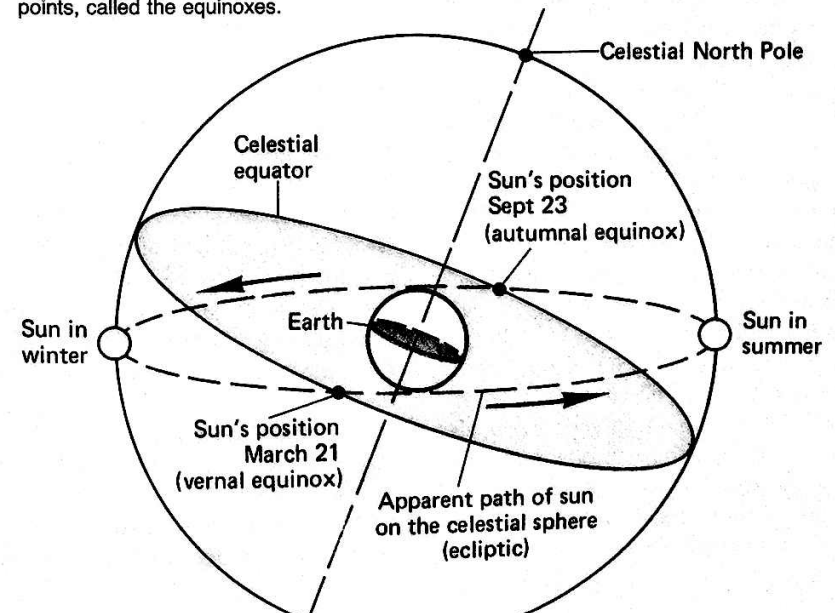 points, called the equinoxes.
Celestial North Pole
Celestial
equator
Sun's position
Sept 23
(autumnal equinox)
Earth
Sun in
winter
Sun in
summer
Sun's position
March 21
(vernal equinox)
Apparent path of sun
on the celestial sphere
(ecliptic)